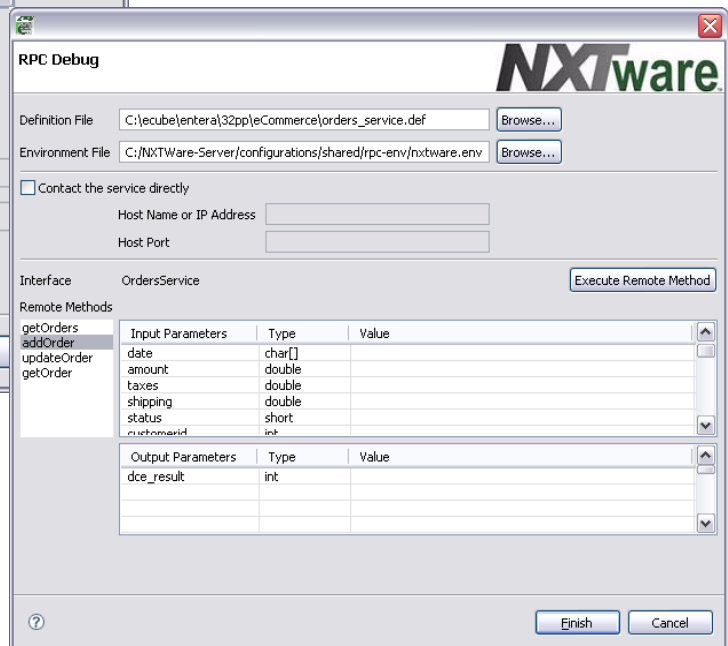 RPC Debug
NXTware
Definition File C:\ecube\entera\32pp\eCommerce\orders_service.def Browse...
Environment File C:/NXTWare-Server/configurations/shared/rpc-env/nxtware.env Browse...
Contact the service directly
Host Name or IP Address
Host Port
Interface OrdersService Execute Remote Method
Remote Methods
getOrders
addOrder
updateOrder
getOrder
Input Parameters Type Value
date char[]
amount double
taxes double
shipping double
status short
customerid int
Output Parameters Type Value
dce_result int
Finish Cancel